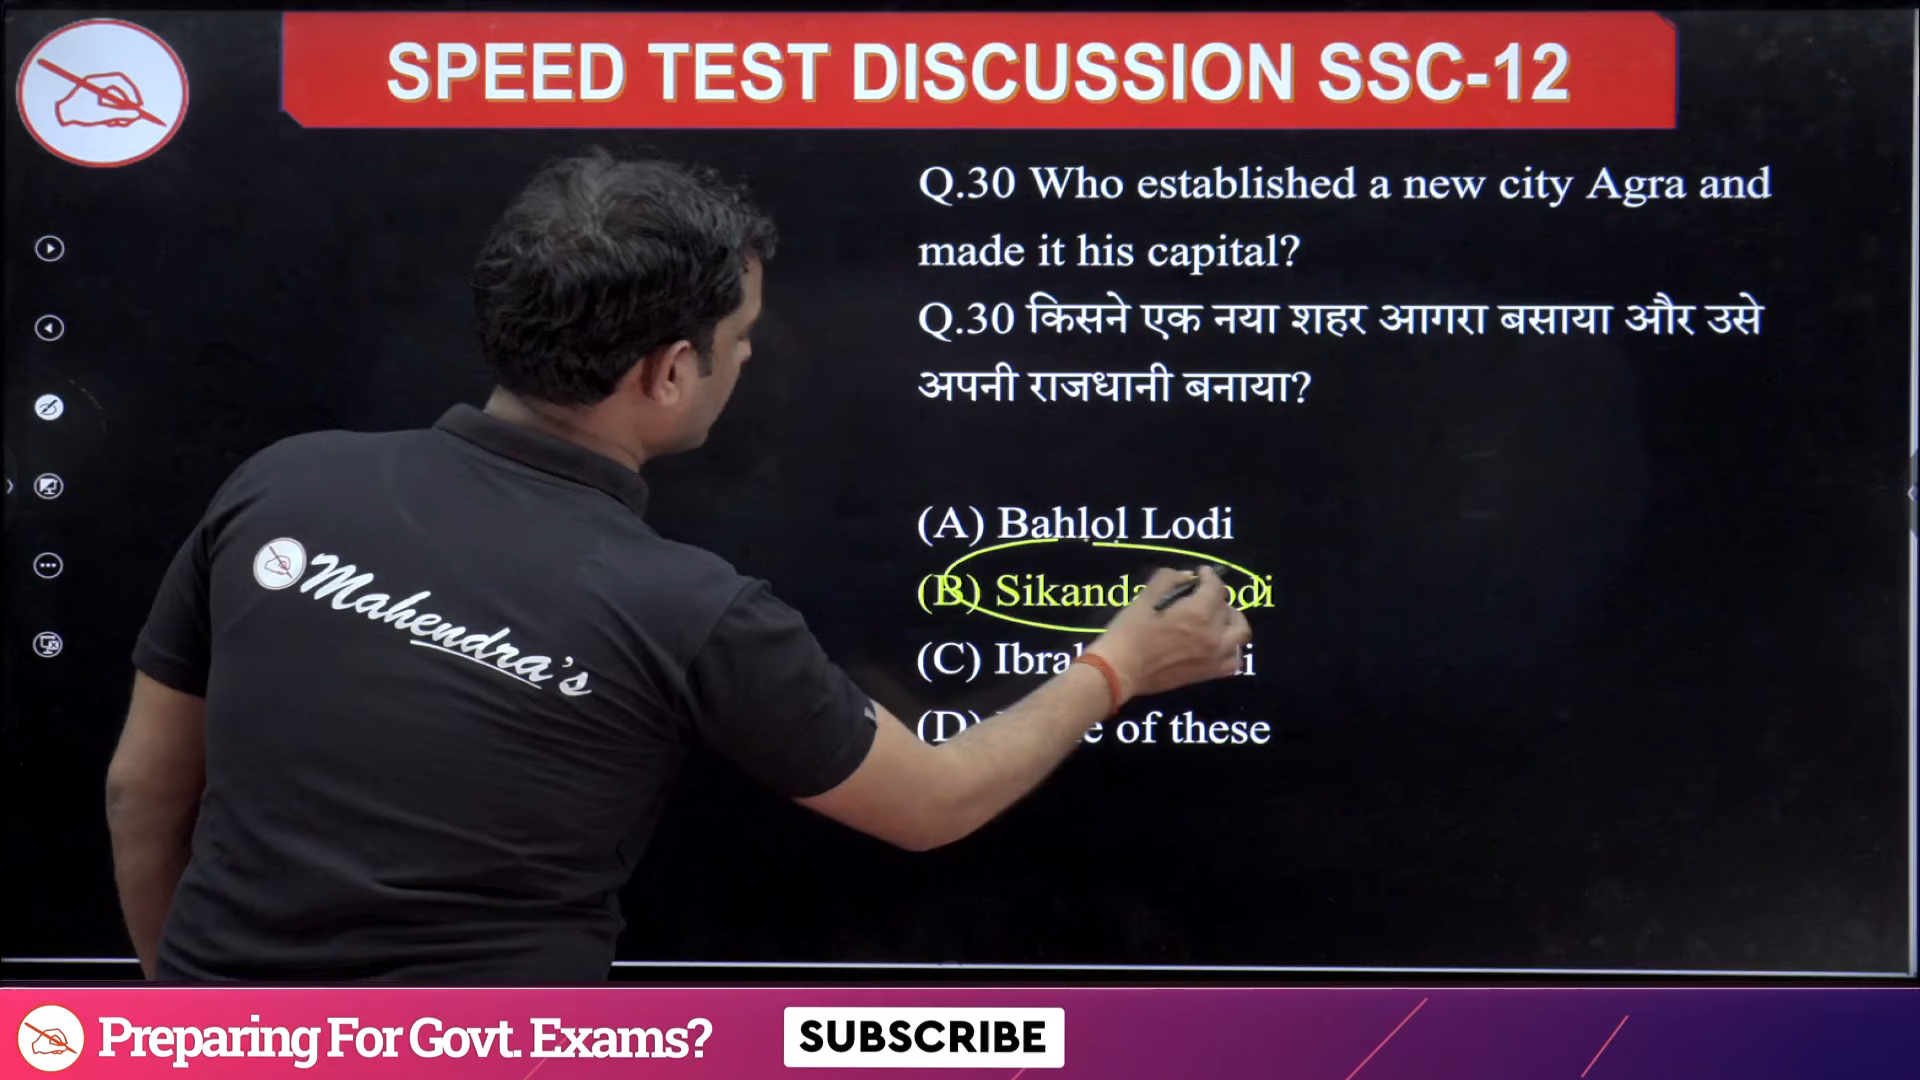 SPEED TEST DISCUSSION SSC-12
Q.30 Who established a new city Agra and
made it his capital?
Q.30 किसने एक नया शहर आगरा बसाया और उसे
अपनी राजधानी बनाया?
(A) Bahlol Lodi
(B) Sikanda
(C)
(D) of these
Mahendra's
Preparing For Govt. Exams?
SUBSCRIBE